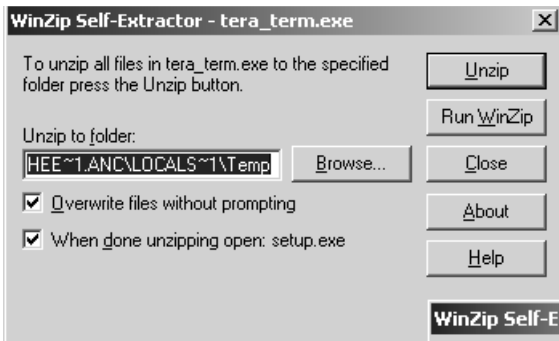 WinZip Self-Extractor - tera_term.exe
To unzip all files in tera_term.exe to the specified
folder press the Unzip button.
Unzip to folder:
HEE~1.ANC\LOCALS~1\Temp
Browse...
Overwrite files without prompting
When done unzipping open: setup.exe
Unzip
Run WinZip
Close
About
Help
WinZip Self-E